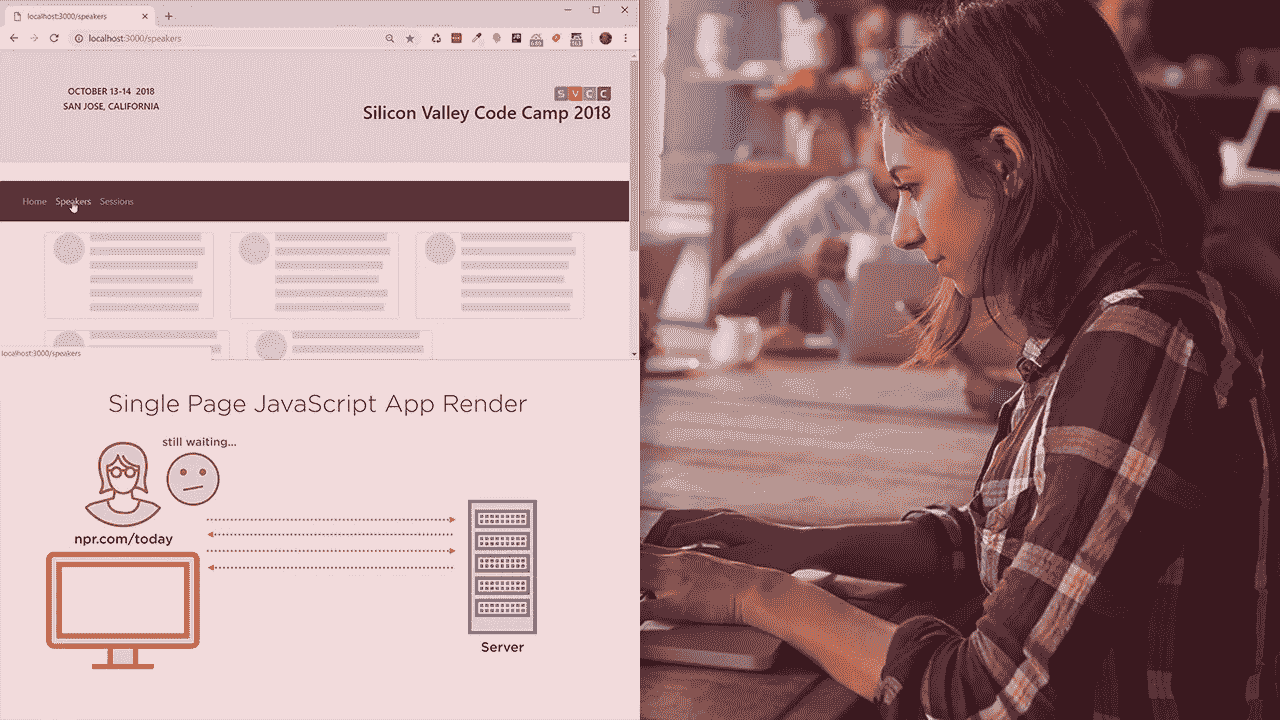 localhost:3000/speakers
localhost:3000/speakers
OCTOBER 13-14 2018
SAN JOSE, CALIFORNIA
SVCC
Silicon Valley Code Camp 2018
Home Speakers Sessions
localhost:3000/speakers
Single Page JavaScript App Render
still waiting...
npr.com/today
Server